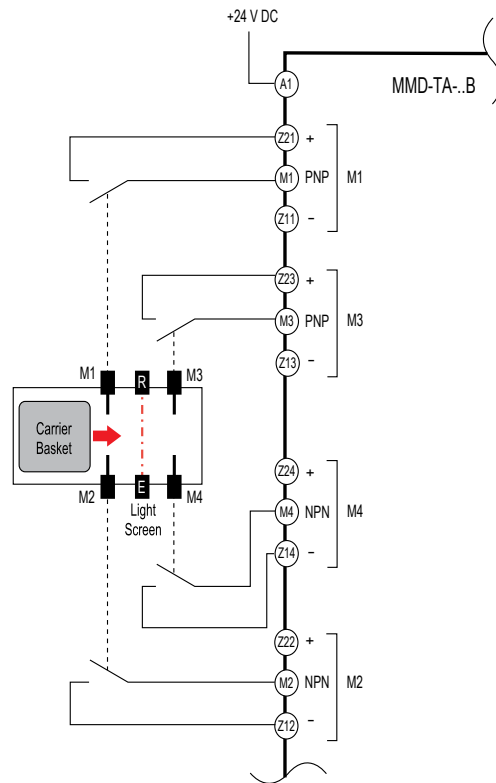 +24 V DC
A1
MMD-TA-..B
Z21 +
M1 PNP M1
Z11 −
Z23 +
M3 PNP M3
Z13 −
M1 R M3
Carrier
Basket
M2 E M4
Light
Screen
Z24 +
M4 NPN M4
Z14 −
Z22 +
M2 NPN M2
Z12 −